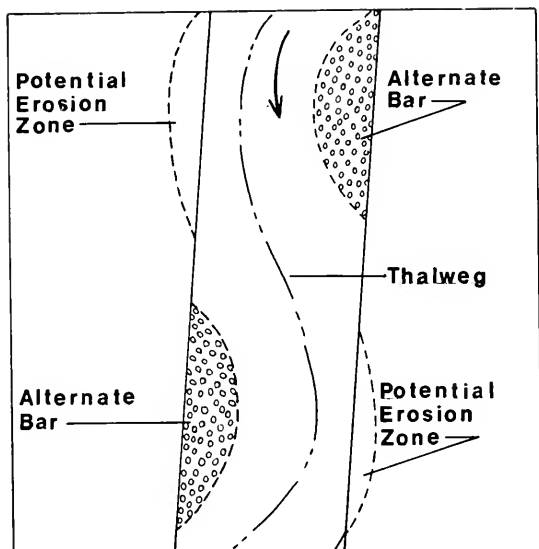 Potential
Erosion
Zone
Alternate
Bar
Thalweg
Alternate
Bar
Potential
Erosion
Zone